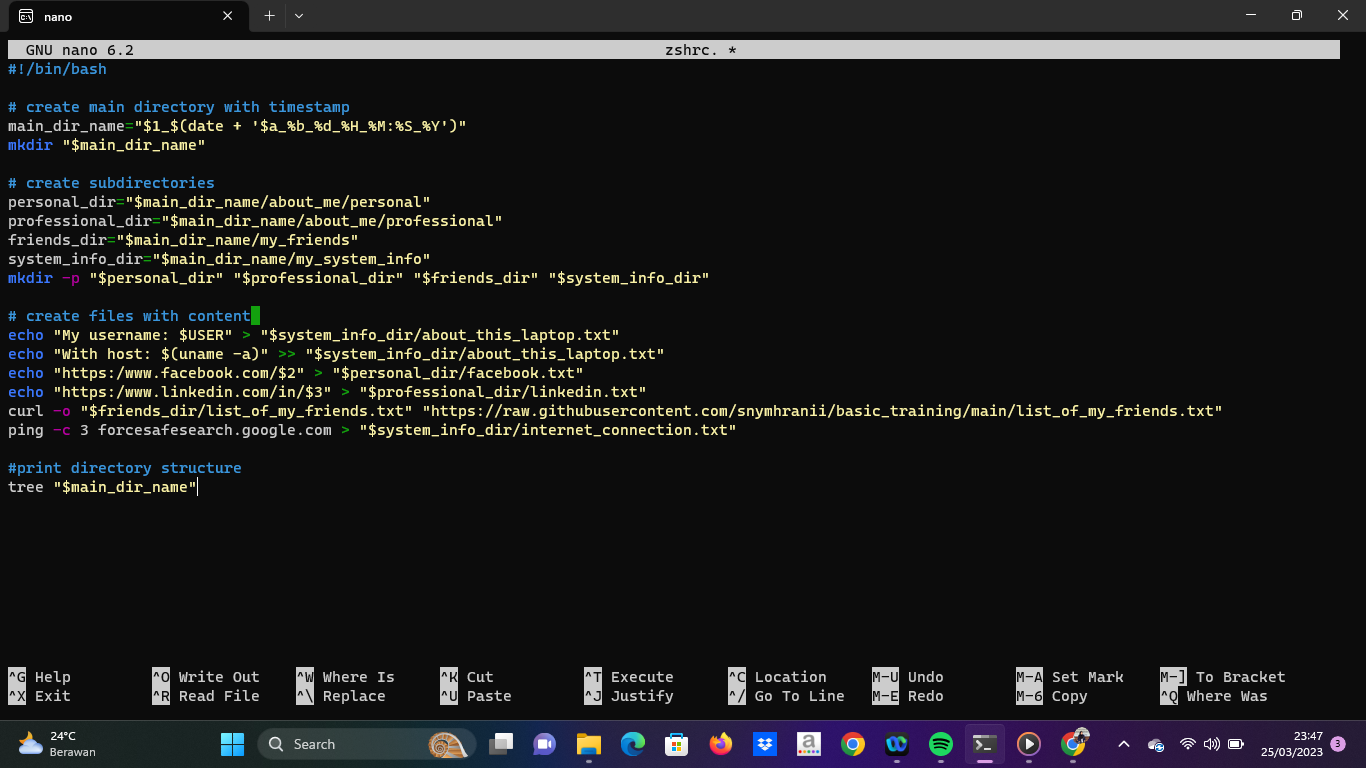 nano
GNU nano 6.2 zshrc. *
#!/bin/bash
# create main directory with timestamp
main_dir_name="$1_$(date + '$a_%b_%d_%H_%M:%S_%Y')"
mkdir "$main_dir_name"
# create subdirectories
personal_dir="$main_dir_name/about_me/personal"
professional_dir="$main_dir_name/about_me/professional"
friends_dir="$main_dir_name/my_friends"
system_info_dir="$main_dir_name/my_system_info"
mkdir -p "$personal_dir" "$professional_dir" "$friends_dir" "$system_info_dir"
# create files with content
echo "My username: $USER" > "$system_info_dir/about_this_laptop.txt"
echo "With host: $(uname -a)" >> "$system_info_dir/about_this_laptop.txt"
echo "https:/www.facebook.com/$2" > "$personal_dir/facebook.txt"
echo "https:/www.linkedin.com/in/$3" > "$professional_dir/linkedin.txt"
curl -o "$friends_dir/list_of_my_friends.txt" "https://raw.githubusercontent.com/snymhranii/basic_training/main/list_of_my_friends.txt"
ping -c 3 forcesafesearch.google.com > "$system_info_dir/internet_connection.txt"
#print directory structure
tree "$main_dir_name"
^G Help ^O Write Out ^W Where Is ^K Cut ^T Execute ^C Location M-U Undo M-A Set Mark M-] To Bracket
^X Exit ^R Read File ^\ Replace ^U Paste ^J Justify ^/ Go To Line M-E Redo M-6 Copy ^Q Where Was
24°C
Berawan
Search
23:47
25/03/2023
3